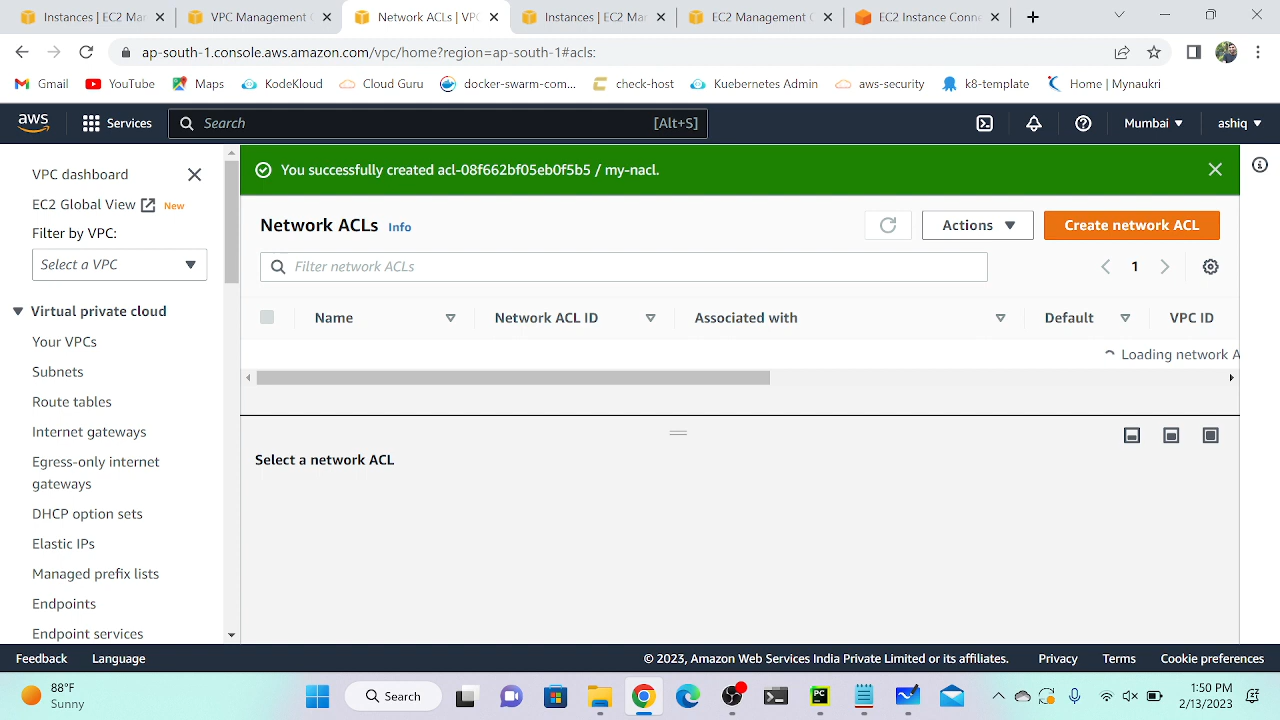 Instances | EC2 Mar
VPC Management C
Network ACLs | VPC
Instances | EC2 Mar
EC2 Management C
EC2 Instance Conne
ap-south-1.console.aws.amazon.com/vpc/home?region=ap-south-1#acls:
Gmail
YouTube
Maps
KodeKloud
Cloud Guru
docker-swarm-com...
check-host
Kubernetes Admin
aws-security
k8-template
Home | Mynaukri
aws
Services
Search
[Alt+S]
Mumbai
ashiq
VPC dashboard
EC2 Global View
New
Filter by VPC:
Select a VPC
Virtual private cloud
Your VPCs
Subnets
Route tables
Internet gateways
Egress-only internet
gateways
DHCP option sets
Elastic IPs
Managed prefix lists
Endpoints
Endpoint services
You successfully created acl-08f662bf05eb0f5b5 / my-nacl.
Network ACLs
Info
Actions
Create network ACL
Filter network ACLs
1
Name
Network ACL ID
Associated with
Default
VPC ID
Loading network A
Select a network ACL
Feedback
Language
© 2023, Amazon Web Services India Private Limited or its affiliates.
Privacy
Terms
Cookie preferences
88°F
Sunny
Search
1:50 PM
2/13/2023